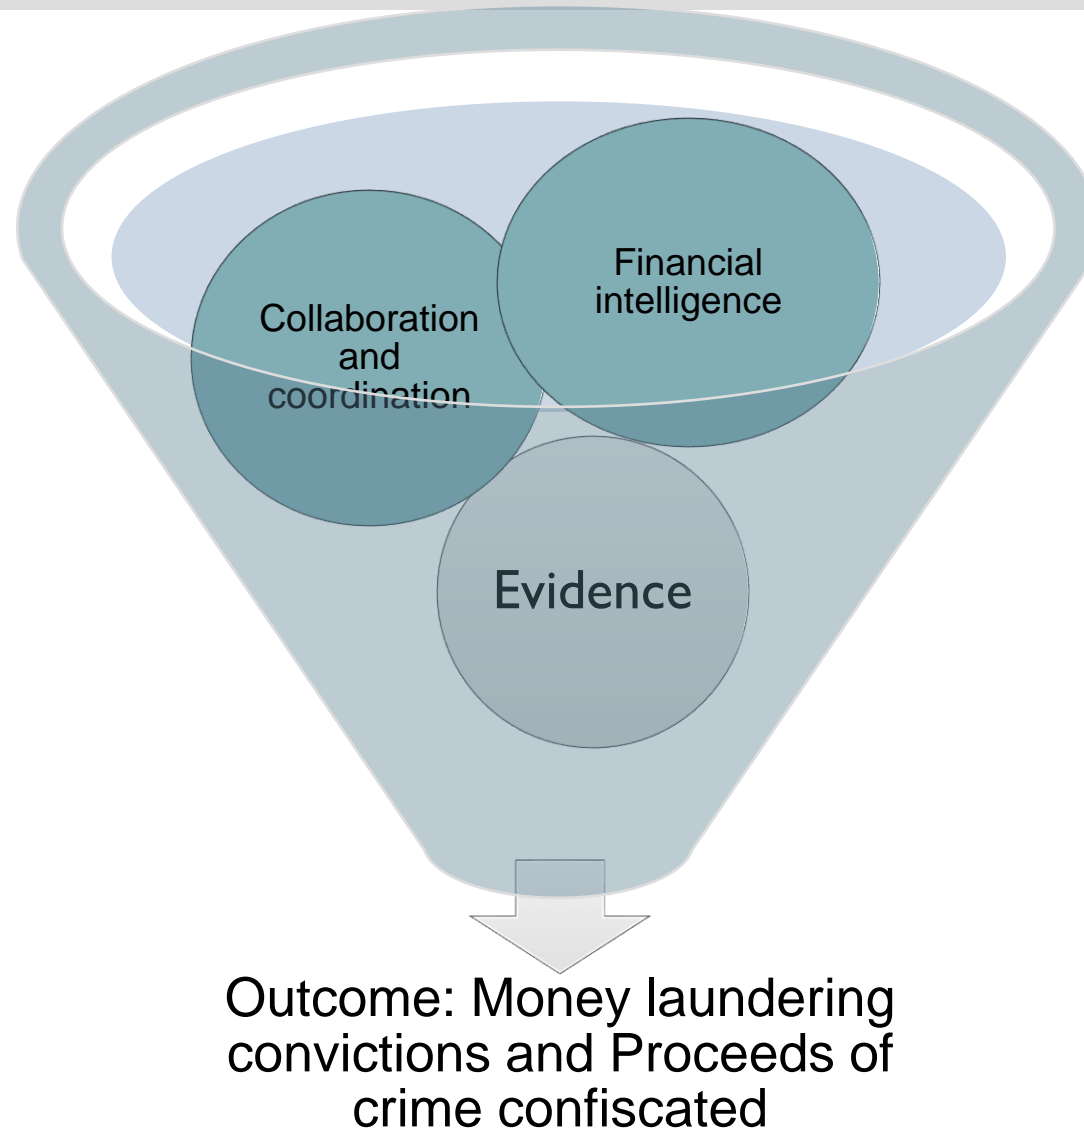 Financial
intelligence
Collaboration
and
coordination
Evidence
Outcome: Money laundering
convictions and Proceeds of
crime confiscated